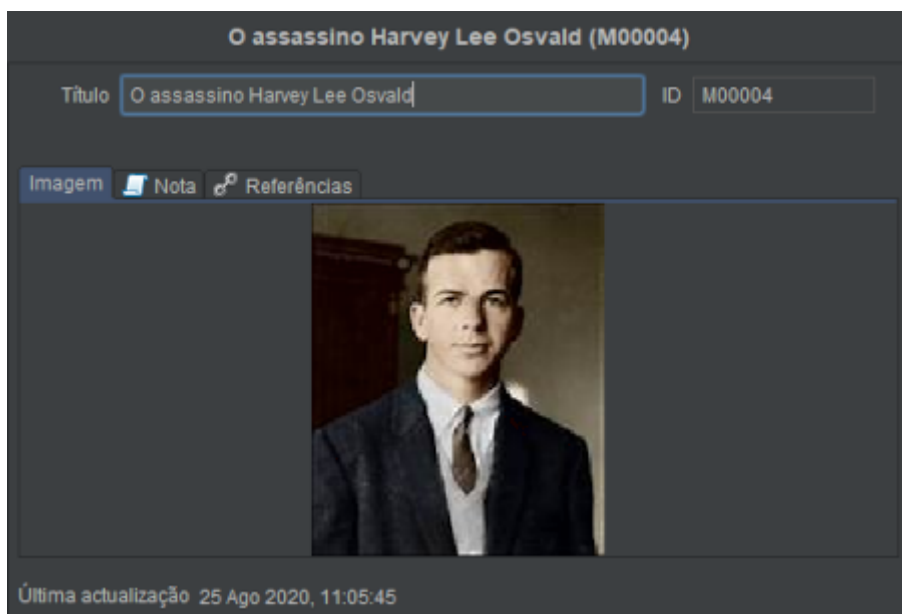 O assassino Harvey Lee Osvald (M00004)
Título O assassino Harvey Lee Osvald ID M00004
Imagem Nota Referências
Última actualização 25 Ago 2020, 11:05:45